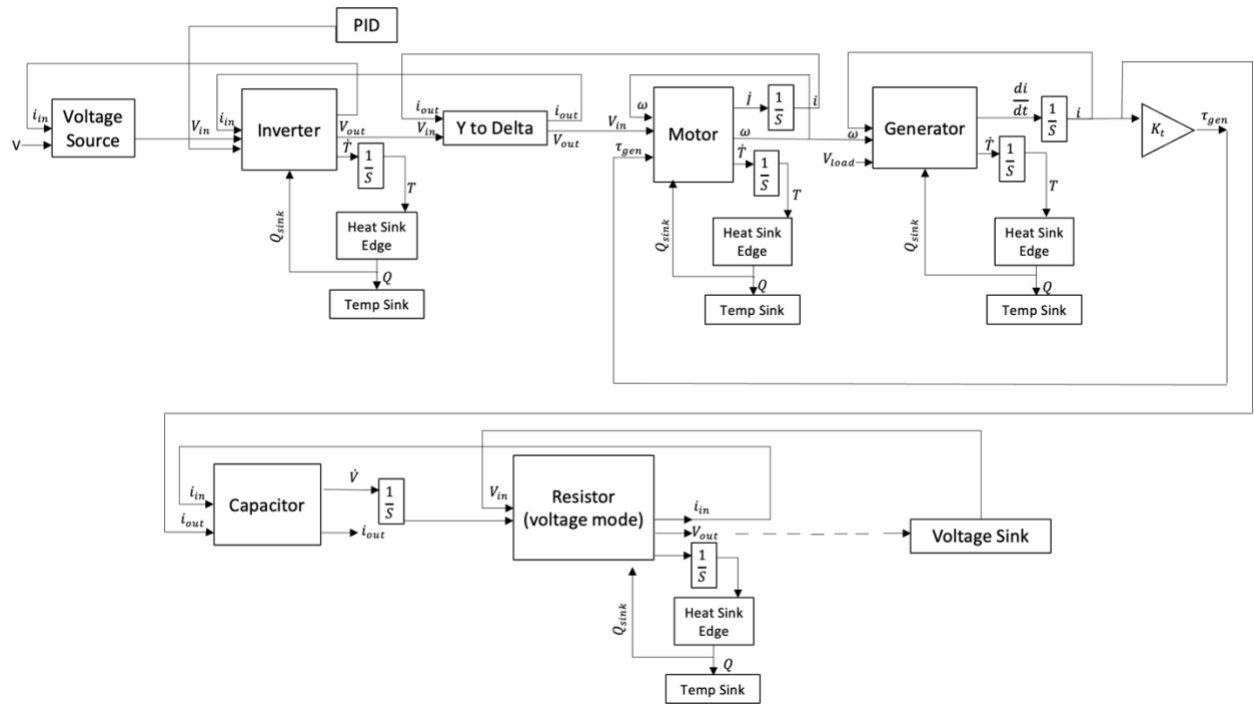 PID
i_in
Voltage
Source
V
V_in
i_in
Inverter
V_out
Ṫ
1/S
T
Q_sink
Heat Sink
Edge
Q
Temp Sink
i_out
V_in
Y to Delta
i_out
V_out
ω
V_in
τ_gen
Motor
J̇
1/S
i
ω
Ṫ
1/S
T
Q_sink
Heat Sink
Edge
Q
Temp Sink
ω
V_load
Generator
di/dt
1/S
i
Ṫ
1/S
T
Q_sink
Heat Sink
Edge
Q
Temp Sink
K_t
τ_gen
i_in
i_out
Capacitor
V̇
1/S
i_out
V_in
Resistor
(voltage mode)
i_in
V_out
1/S
Q_sink
Heat Sink
Edge
Q
Temp Sink
Voltage Sink